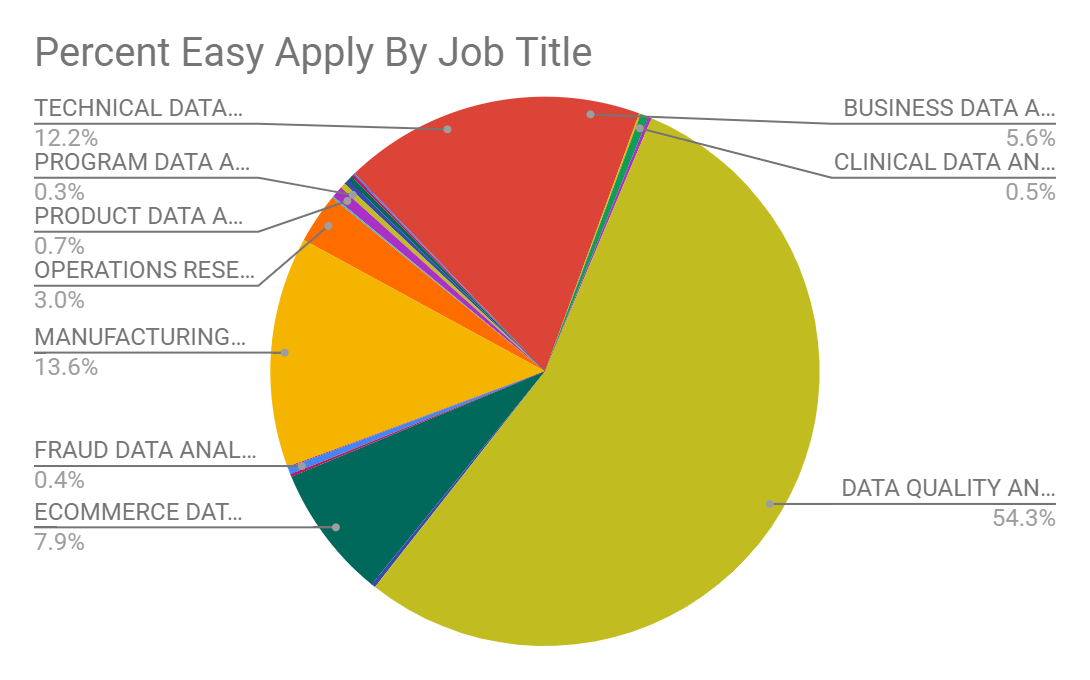 Percent Easy Apply By Job Title
TECHNICAL DATA...
12.2%
PROGRAM DATA A...
0.3%
PRODUCT DATA A...
0.7%
OPERATIONS RESE...
3.0%
MANUFACTURING...
13.6%
FRAUD DATA ANAL...
0.4%
ECOMMERCE DAT...
7.9%
BUSINESS DATA A...
5.6%
CLINICAL DATA AN...
0.5%
DATA QUALITY AN...
54.3%